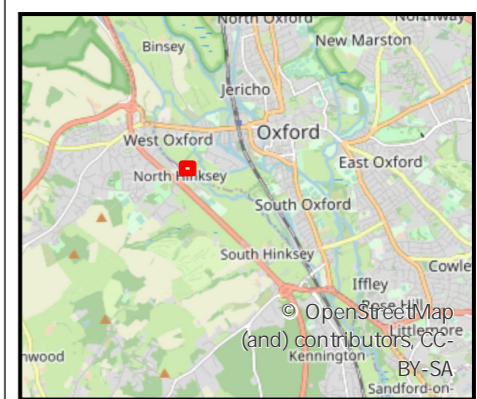 North Oxford
Northway
Binsey
New Marston
Jericho
West Oxford
Oxford
East Oxford
North Hinksey
South Oxford
South Hinksey
Cowle
Iffley
Rose Hill
© OpenStreetMap
Littlemore
(and) contributors, CC-
nwood
Kennington
BY-SA
Sandford-on-